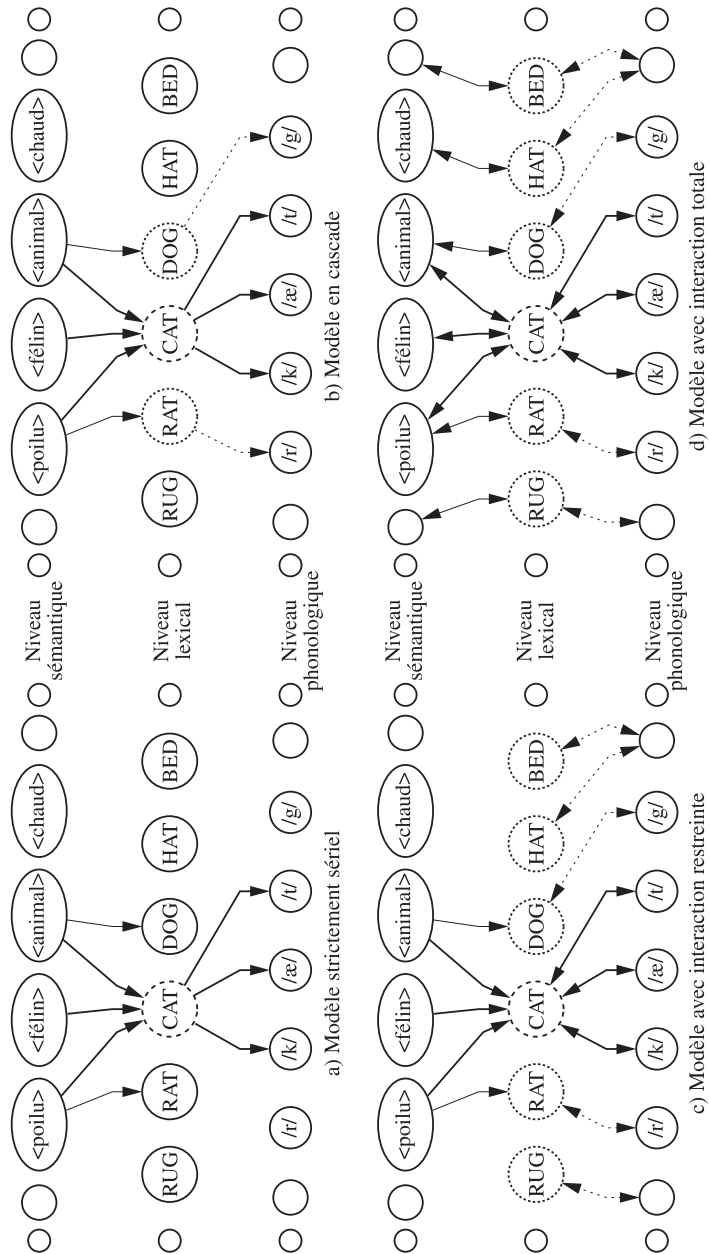 <poilu> <félin> <animal> <chaud>
Niveau
sémantique
<poilu> <félin> <animal> <chaud>
RUG RAT CAT DOG HAT BED
Niveau
lexical
RUG RAT CAT DOG HAT BED
/r/ /k/ /æ/ /t/ /g/
Niveau
phonologique
/r/ /k/ /æ/ /t/ /g/
a) Modèle strictement sériel
b) Modèle en cascade
<poilu> <félin> <animal> <chaud>
Niveau
sémantique
<poilu> <félin> <animal> <chaud>
RUG RAT CAT DOG HAT BED
Niveau
lexical
RUG RAT CAT DOG HAT BED
/r/ /k/ /æ/ /t/ /g/
Niveau
phonologique
/r/ /k/ /æ/ /t/ /g/
c) Modèle avec interaction restreinte
d) Modèle avec interaction totale